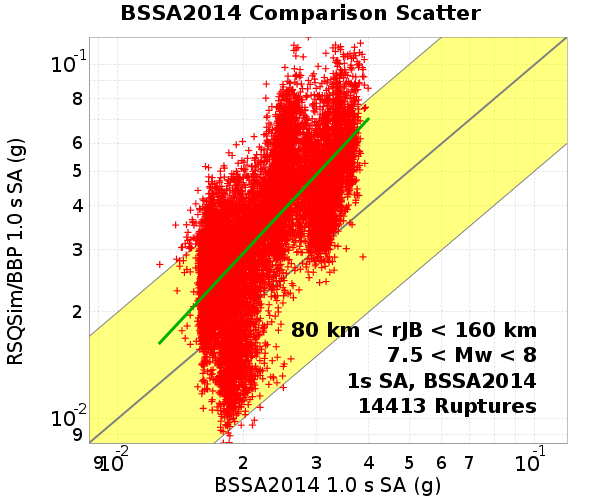 BSSA2014 Comparison Scatter
RSQSim/BBP 1.0 s SA (g)
10-1
8
6
5
4
3
2
10-2
9
80 km < rJB < 160 km
7.5 < Mw < 8
1s SA, BSSA2014
14413 Ruptures
9 10-2 2 3 4 5 6 7 10-1
BSSA2014 1.0 s SA (g)